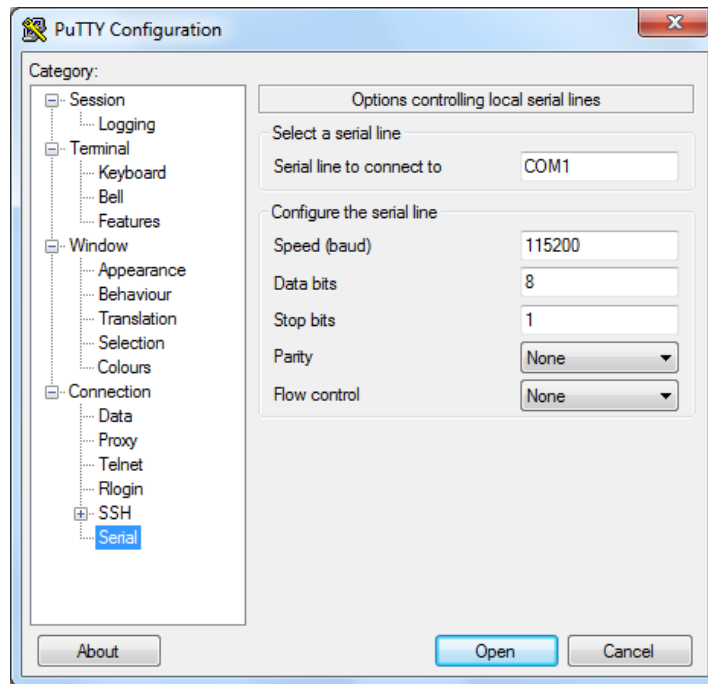 PuTTY Configuration
Category:
Session
Logging
Terminal
Keyboard
Bell
Features
Window
Appearance
Behaviour
Translation
Selection
Colours
Connection
Data
Proxy
Telnet
Rlogin
SSH
Serial
Options controlling local serial lines
Select a serial line
Serial line to connect to COM1
Configure the serial line
Speed (baud) 115200
Data bits 8
Stop bits 1
Parity None
Flow control None
About Open Cancel